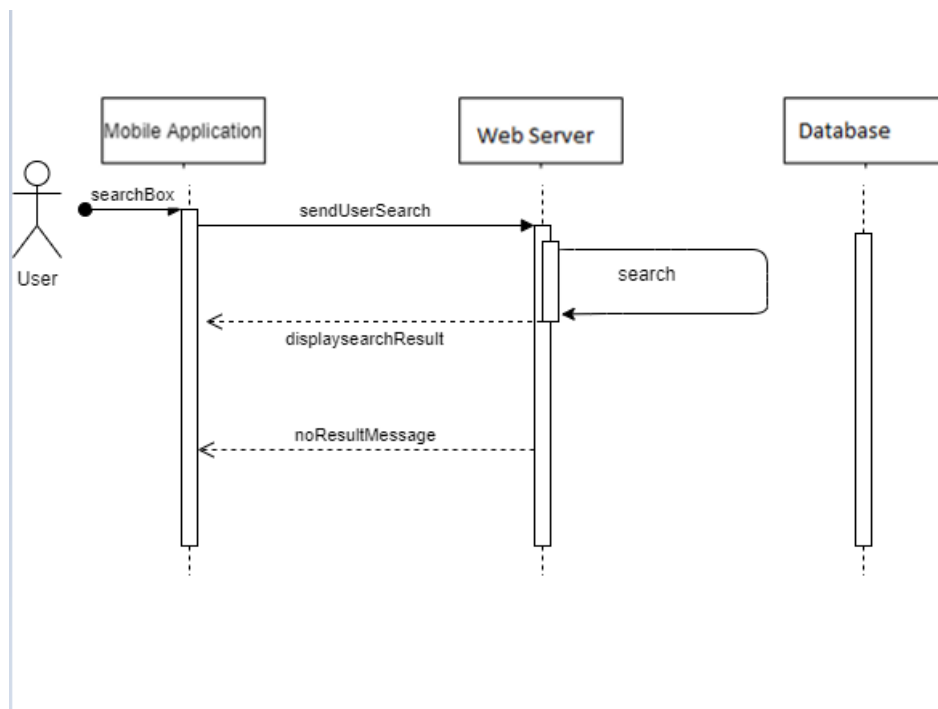 Mobile Application
Web Server
Database
searchBox
sendUserSearch
User
search
displaysearchResult
noResultMessage